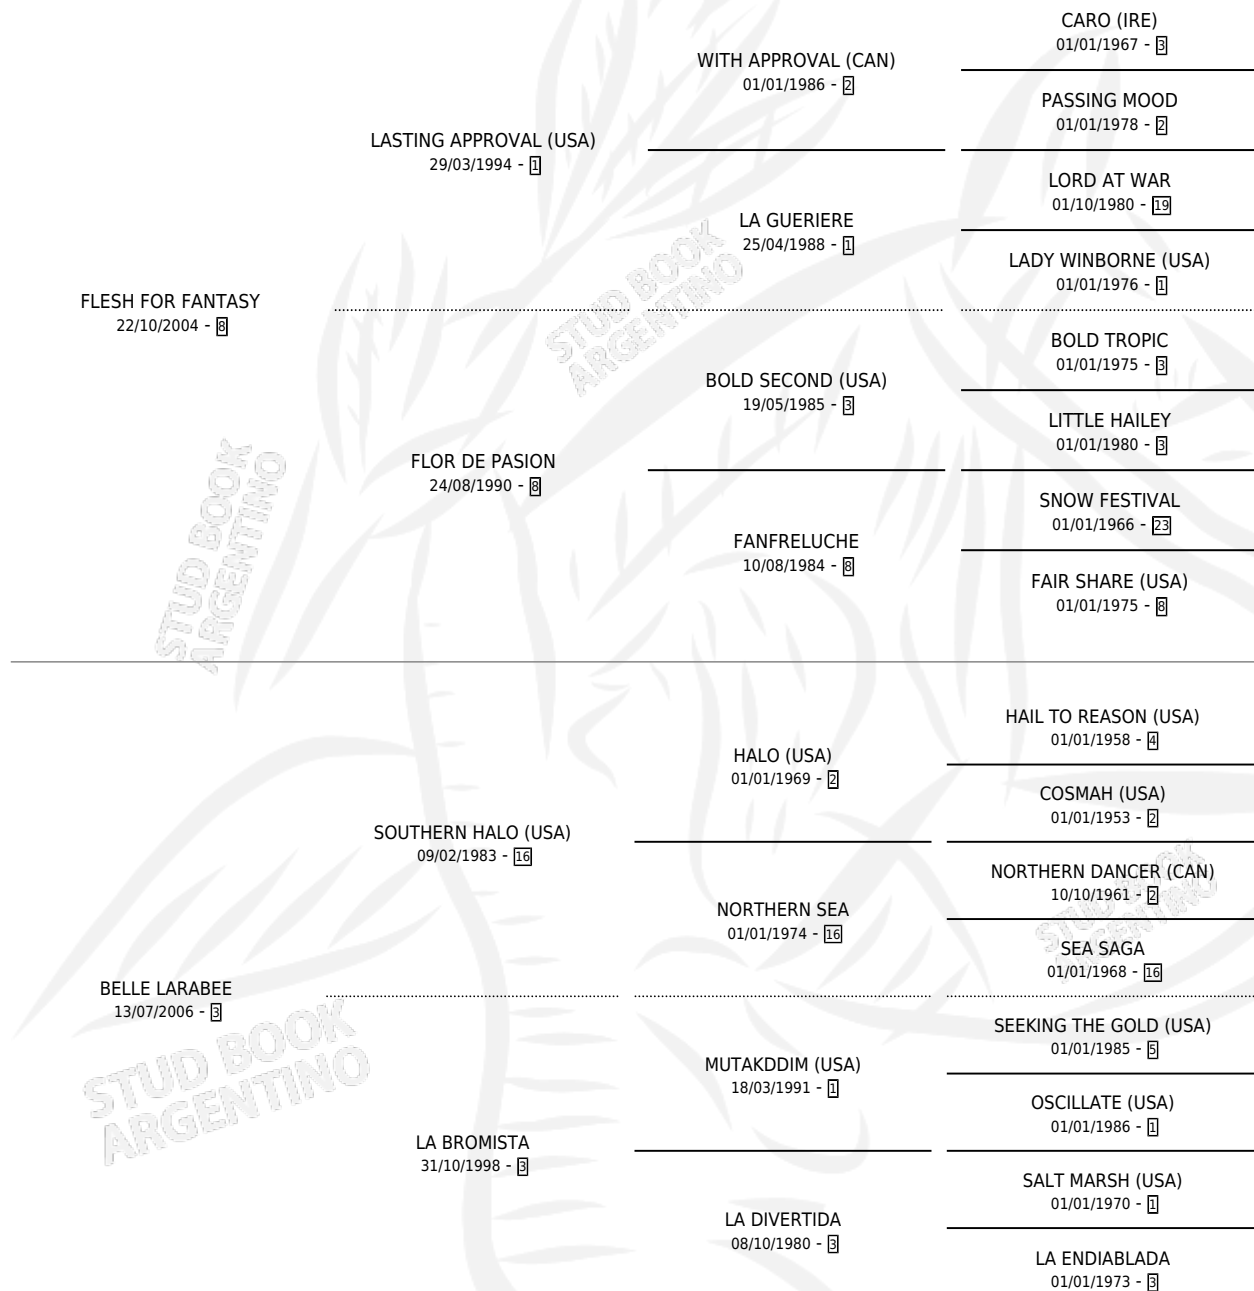 CARO (IRE)
01/01/1967 - 3
WITH APPROVAL (CAN)
01/01/1986 - 2
PASSING MOOD
01/01/1978 - 2
LASTING APPROVAL (USA)
29/03/1994 - 1
LORD AT WAR
01/10/1980 - 19
LA GUERIERE
25/04/1988 - 1
LADY WINBORNE (USA)
01/01/1976 - 1
FLESH FOR FANTASY
22/10/2004 - 8
BOLD TROPIC
01/01/1975 - 3
BOLD SECOND (USA)
19/05/1985 - 3
LITTLE HAILEY
01/01/1980 - 3
FLOR DE PASION
24/08/1990 - 8
SNOW FESTIVAL
01/01/1966 - 23
FANFRELUCHE
10/08/1984 - 8
FAIR SHARE (USA)
01/01/1975 - 8
HAIL TO REASON (USA)
01/01/1958 - 4
HALO (USA)
01/01/1969 - 2
COSMAH (USA)
01/01/1953 - 2
SOUTHERN HALO (USA)
09/02/1983 - 16
NORTHERN DANCER (CAN)
10/10/1961 - 2
NORTHERN SEA
01/01/1974 - 16
SEA SAGA
01/01/1968 - 16
BELLE LARABEE
13/07/2006 - 3
SEEKING THE GOLD (USA)
01/01/1985 - 5
MUTAKDDIM (USA)
18/03/1991 - 1
OSCILLATE (USA)
01/01/1986 - 1
LA BROMISTA
31/10/1998 - 3
SALT MARSH (USA)
01/01/1970 - 1
LA DIVERTIDA
08/10/1980 - 3
LA ENDIABLADA
01/01/1973 - 3
STUD BOOK
ARGENTINO
STUD BOOK
ARGENTINO
STUD BOOK
ARGENTINO
STUD BOOK
ARGENTINO